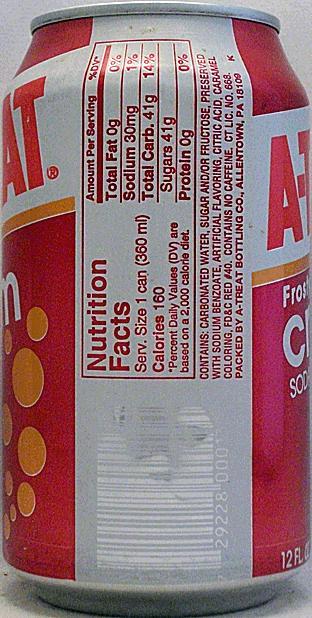 AT.®
n
Nutrition
Facts
Serv. Size 1 can (360 ml)
Calories 160
*Percent Daily Values (DV) are
based on a 2,000 calorie diet.
Amount Per Serving %DV*
Total Fat 0g 0%
Sodium 30mg 1%
Total Carb. 41g 14%
Sugars 41g
Protein 0g 0%
CONTAINS: CARBONATED WATER, SUGAR AND/OR FRUCTOSE, PRESERVED
WITH SODIUM BENZOATE, ARTIFICIAL FLAVORING, CITRIC ACID, CARAMEL
COLORING, FD&C RED #40. CONTAINS NO CAFFEINE. CT LIC. NO. 668. K
PACKED BY A-TREAT BOTTLING CO., ALLENTOWN, PA 18109
29228 0001
A-T
Frost
SOD
12 FL.